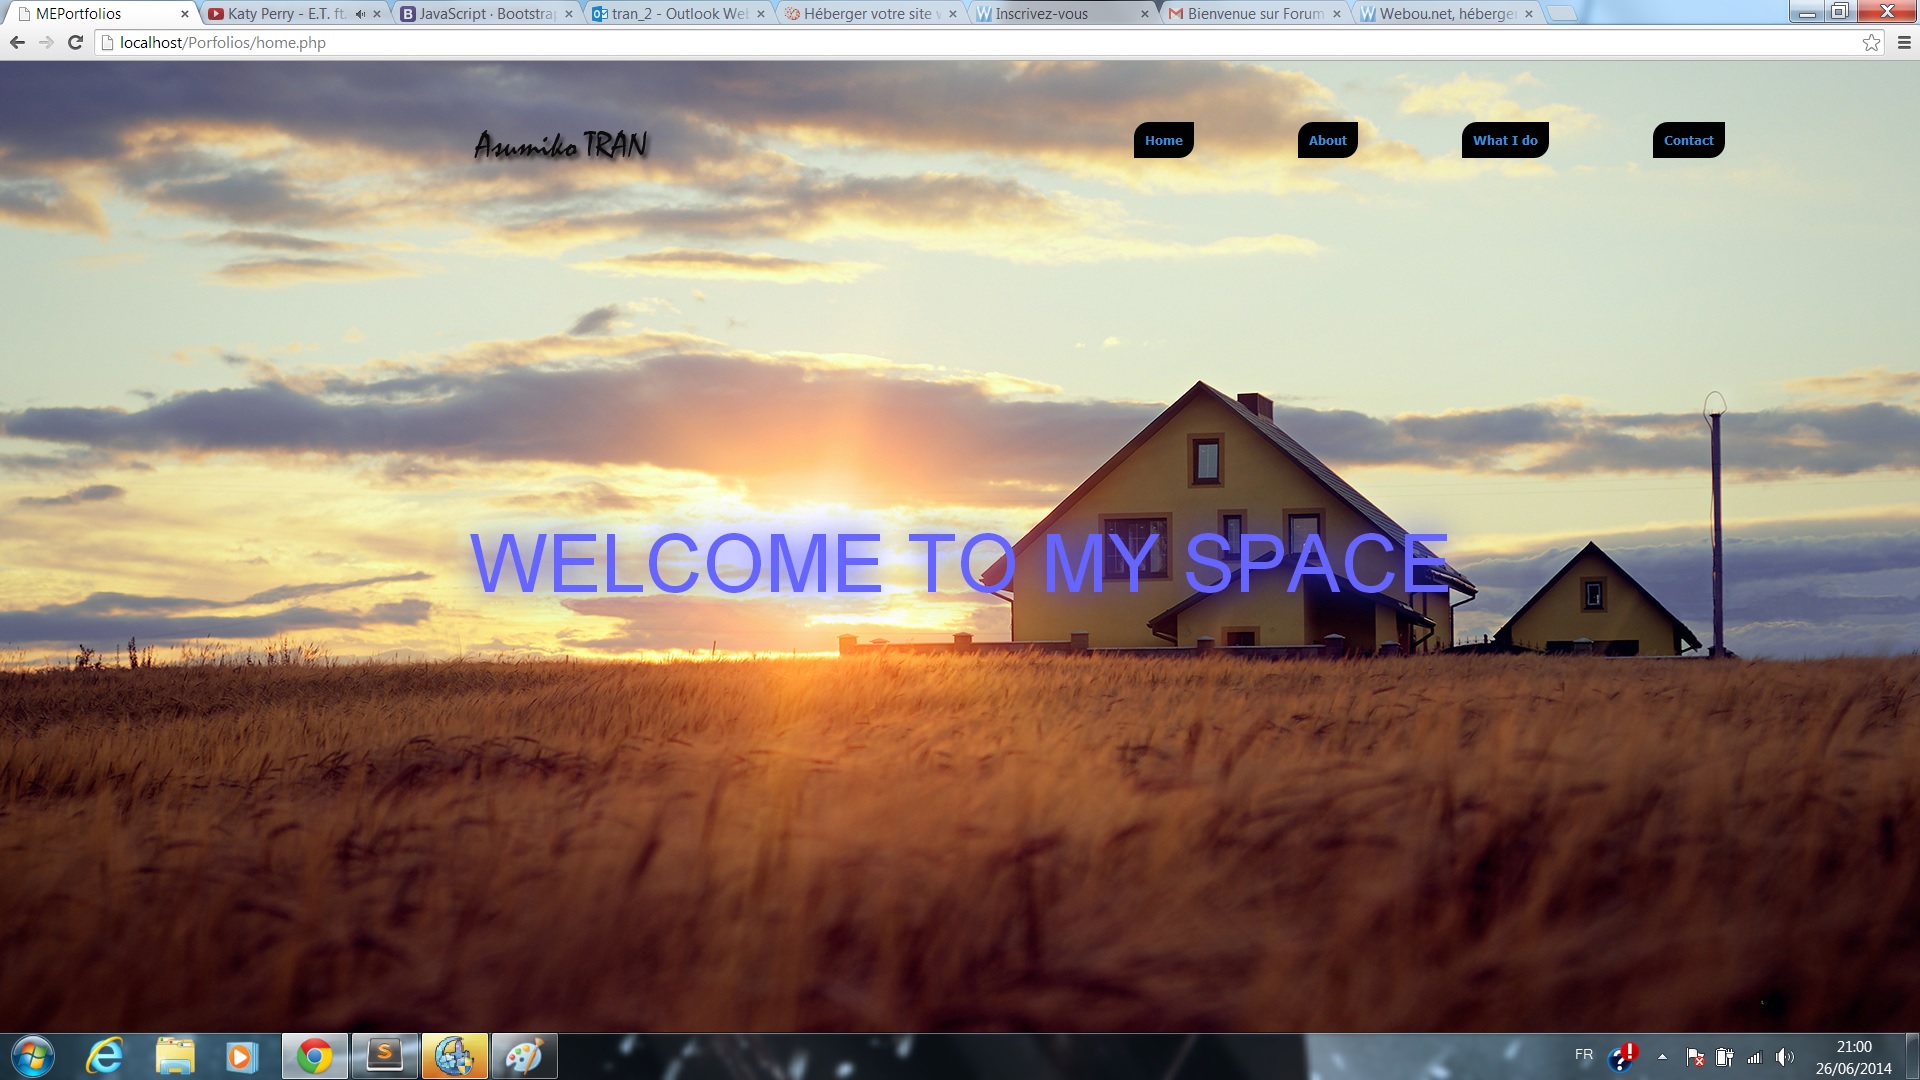 MEPortfolios
Katy Perry - E.T. ft.
JavaScript · Bootstrap
tran_2 - Outlook Web
Héberger votre site
Inscrivez-vous
Bienvenue sur Forum
Webou.net, héberge
localhost/Porfolios/home.php
Asumiko TRAN
Home
About
What I do
Contact
WELCOME TO MY SPACE
FR
21:00
26/06/2014